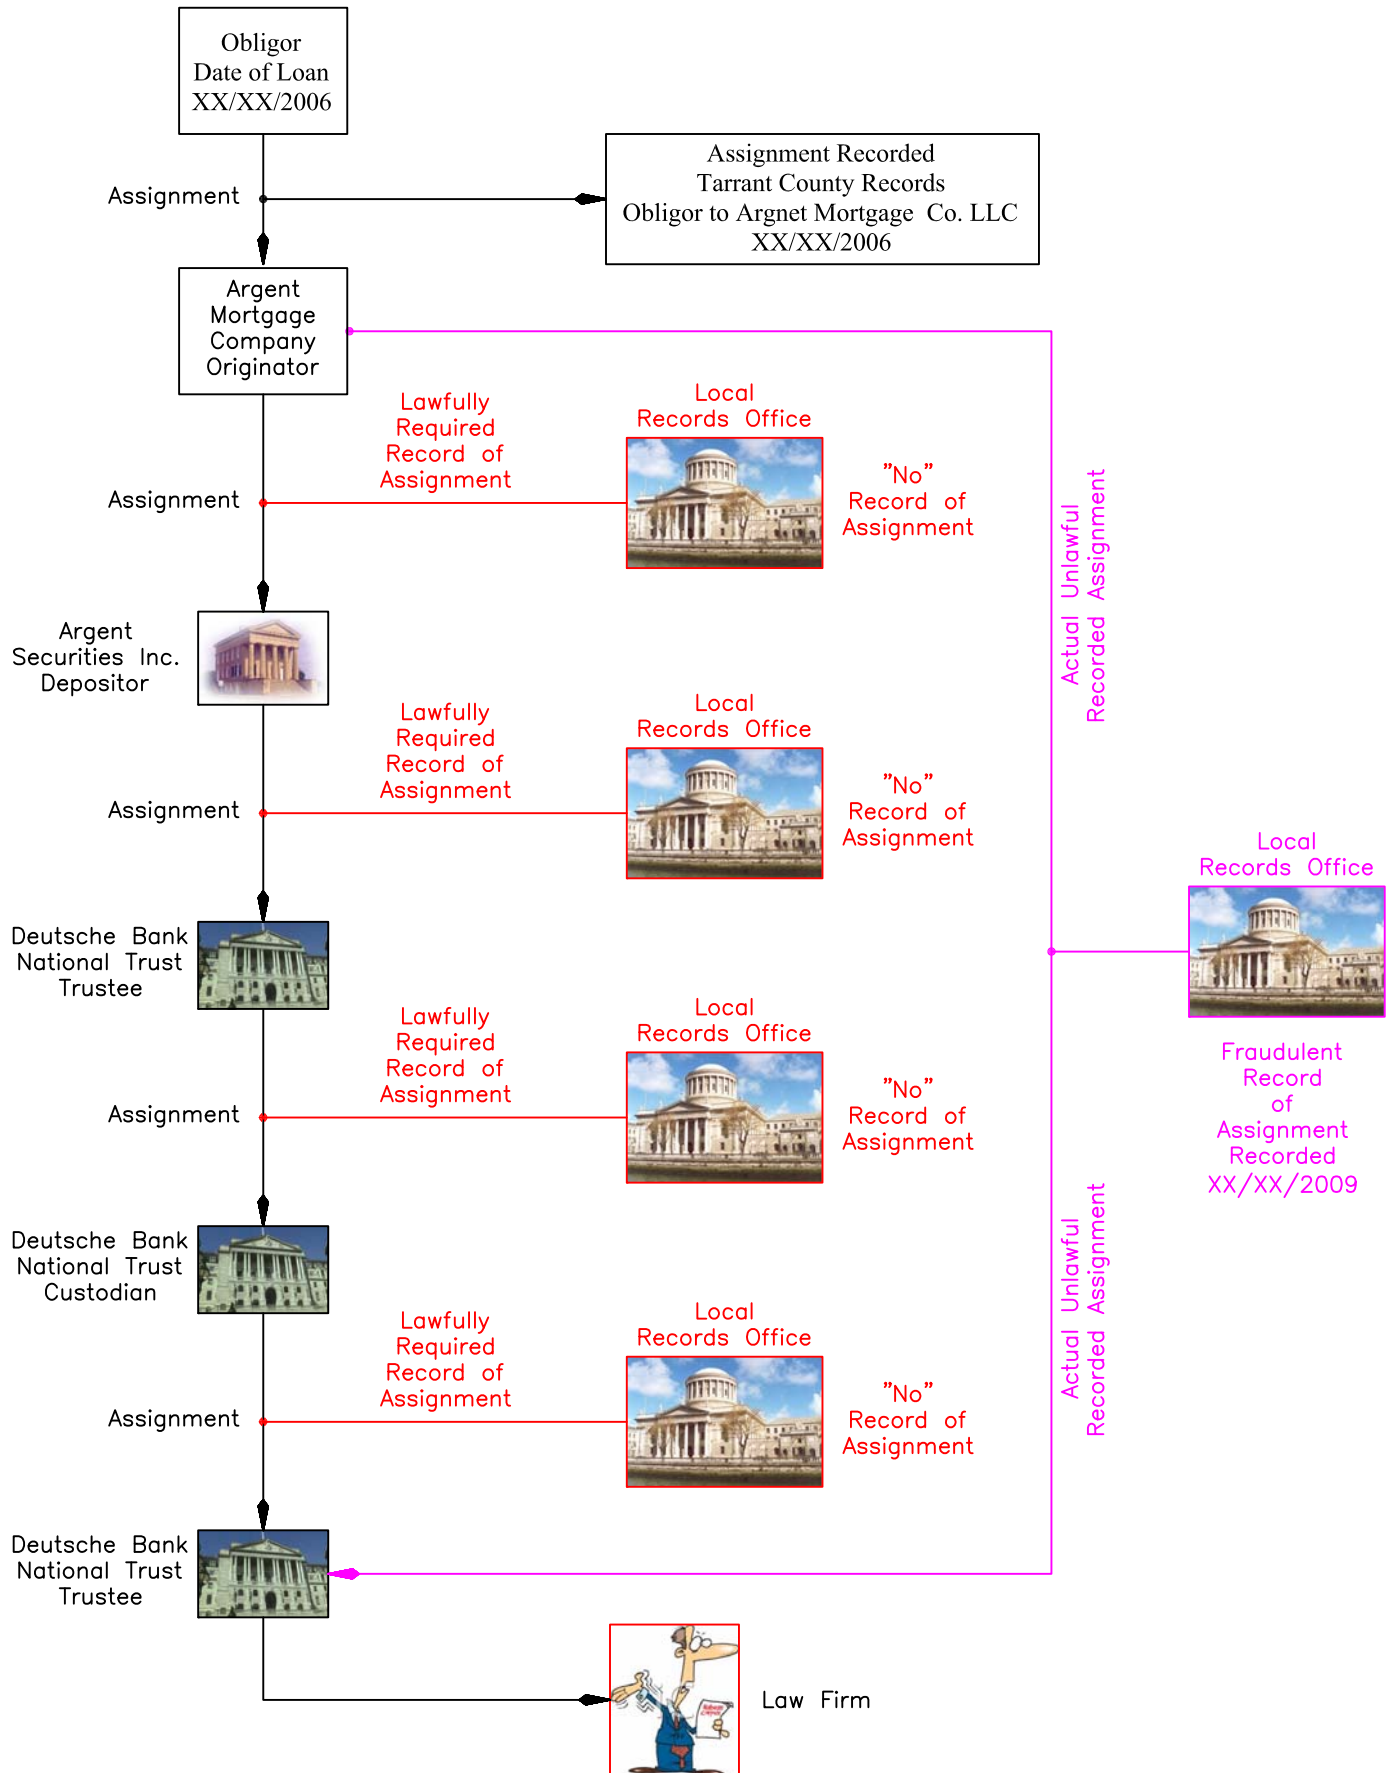 Obligor
Date of Loan
XX/XX/2006
Assignment
Assignment Recorded
Tarrant County Records
Obligor to Argnet Mortgage Co. LLC
XX/XX/2006
Argent
Mortgage
Company
Originator
Lawfully
Required
Record of
Assignment
Local
Records Office
"No"
Record of
Assignment
Assignment
Actual Unlawful
Recorded Assignment
Argent
Securities Inc.
Depositor
Lawfully
Required
Record of
Assignment
Local
Records Office
"No"
Record of
Assignment
Assignment
Local
Records Office
Deutsche Bank
National Trust
Trustee
Lawfully
Required
Record of
Assignment
Local
Records Office
"No"
Record of
Assignment
Assignment
Fraudulent
Record
of
Assignment
Recorded
XX/XX/2009
Actual Unlawful
Recorded Assignment
Deutsche Bank
National Trust
Custodian
Lawfully
Required
Record of
Assignment
Local
Records Office
"No"
Record of
Assignment
Assignment
Deutsche Bank
National Trust
Trustee
Law Firm